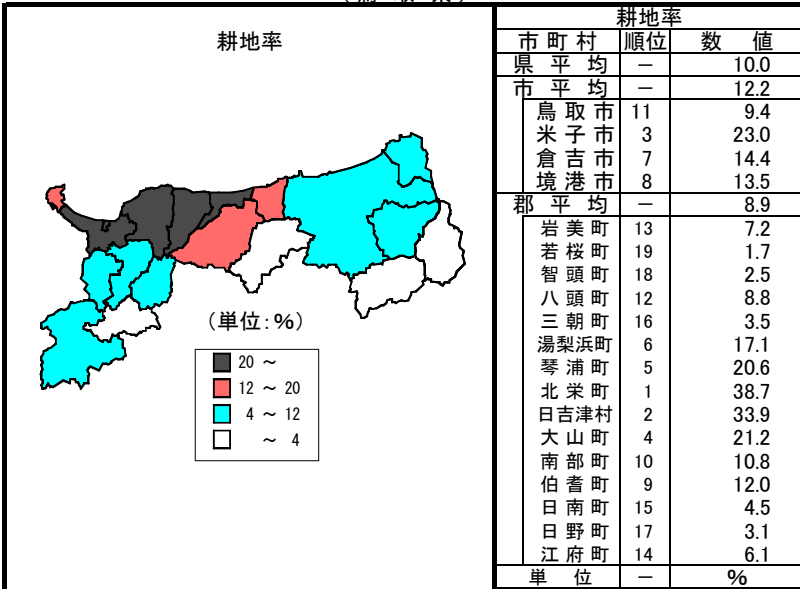 耕地率
(単位:%)
20 ~
12 ~ 20
4 ~ 12
~ 4
耕地率
市町村 順位 数 値
県 平 均 － 10.0
市 平 均 － 12.2
鳥取市 11 9.4
米子市 3 23.0
倉吉市 7 14.4
境港市 8 13.5
郡 平 均 － 8.9
岩美町 13 7.2
若桜町 19 1.7
智頭町 18 2.5
八頭町 12 8.8
三朝町 16 3.5
湯梨浜町 6 17.1
琴浦町 5 20.6
北栄町 1 38.7
日吉津村 2 33.9
大山町 4 21.2
南部町 10 10.8
伯耆町 9 12.0
日南町 15 4.5
日野町 17 3.1
江府町 14 6.1
単 位 － %